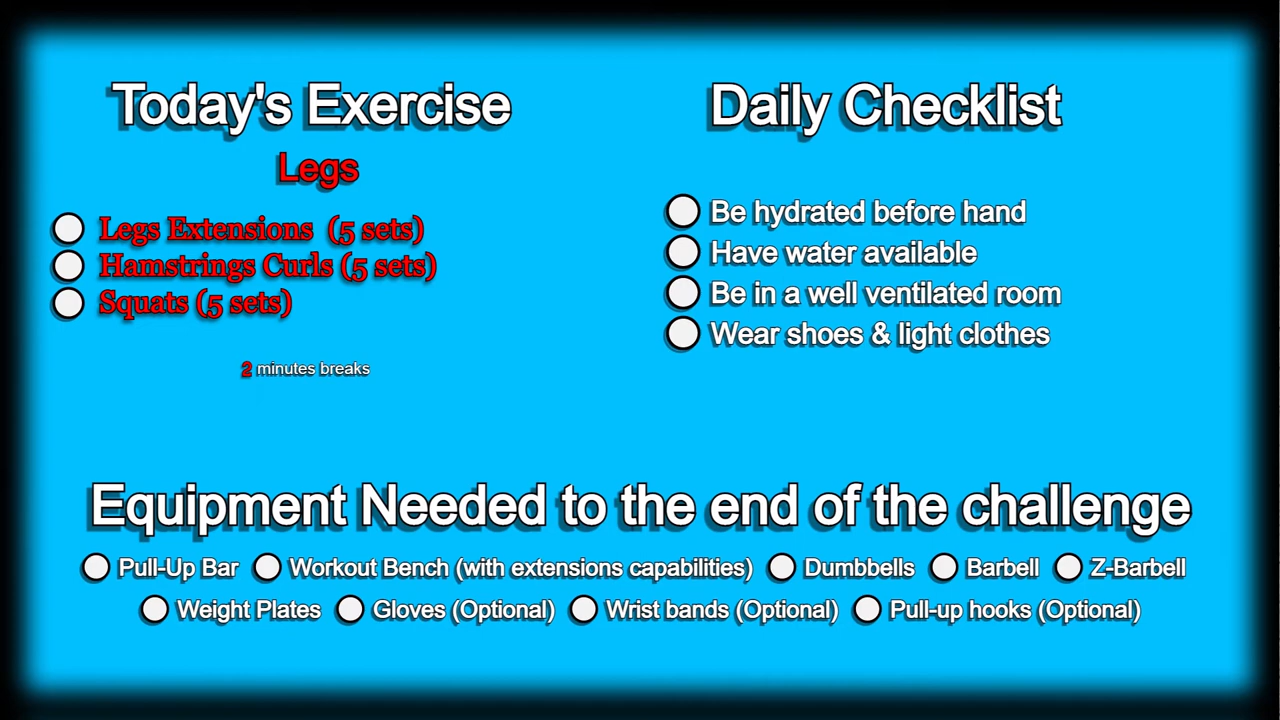 Today's Exercise
Legs
Legs Extensions (5 sets)
Hamstrings Curls (5 sets)
Squats (5 sets)
2 minutes breaks
Daily Checklist
Be hydrated before hand
Have water available
Be in a well ventilated room
Wear shoes & light clothes
Equipment Needed to the end of the challenge
Pull-Up Bar Workout Bench (with extensions capabilities) Dumbbells Barbell Z-Barbell
Weight Plates Gloves (Optional) Wrist bands (Optional) Pull-up hooks (Optional)